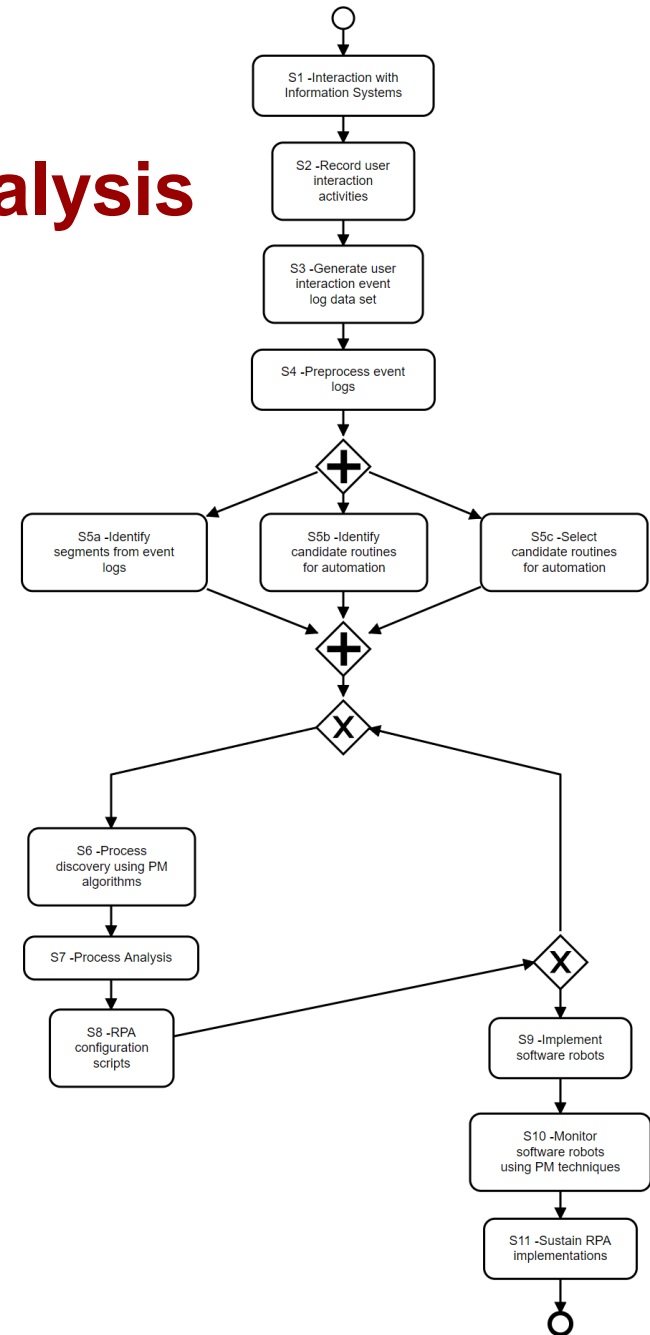 S1 -Interaction with
Information Systems
alysis
S2 -Record user
interaction
activities
S3 -Generate user
interaction event
log data set
S4 -Preprocess event
logs
S5a -Identify
segments from event
logs
S5b - Identify
candidate routines
for automation
S5c -Select
candidate routines
for automation
X
S6 -Process
discovery using PM
algorithms
S7 -Process Analysis
X
S8 -RPA
configuration
scripts
S9 -Implement
software robots
S10 -Monitor
software robots
using PM techniques
S11 -Sustain RPA
implementations